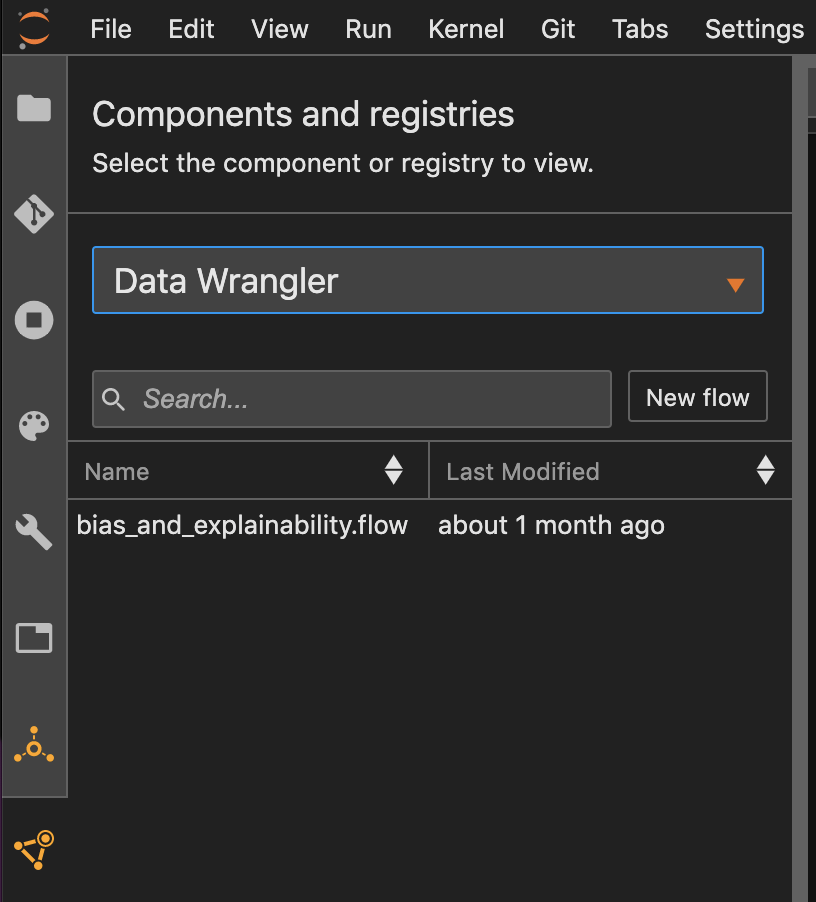 File Edit View Run Kernel Git Tabs Settings
Components and registries
Select the component or registry to view.
Data Wrangler
Search...
New flow
Name Last Modified
bias_and_explainability.flow about 1 month ago